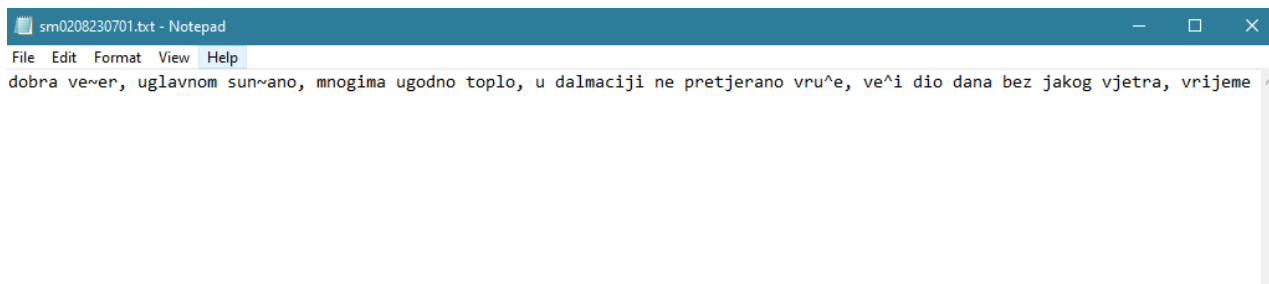 sm0208230701.txt - Notepad
File Edit Format View Help
dobra ve~er, uglavnom sun~ano, mnogima ugodno toplo, u dalmaciji ne pretjerano vru^e, ve^i dio dana bez jakog vjetra, vrijeme